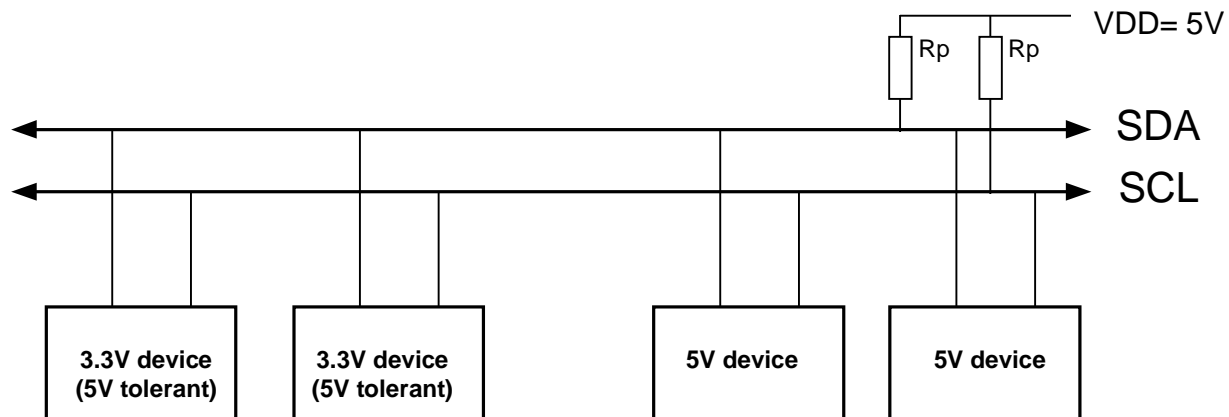 VDD= 5V
Rp
Rp
SDA
SCL
3.3V device
(5V tolerant)
3.3V device
(5V tolerant)
5V device
5V device